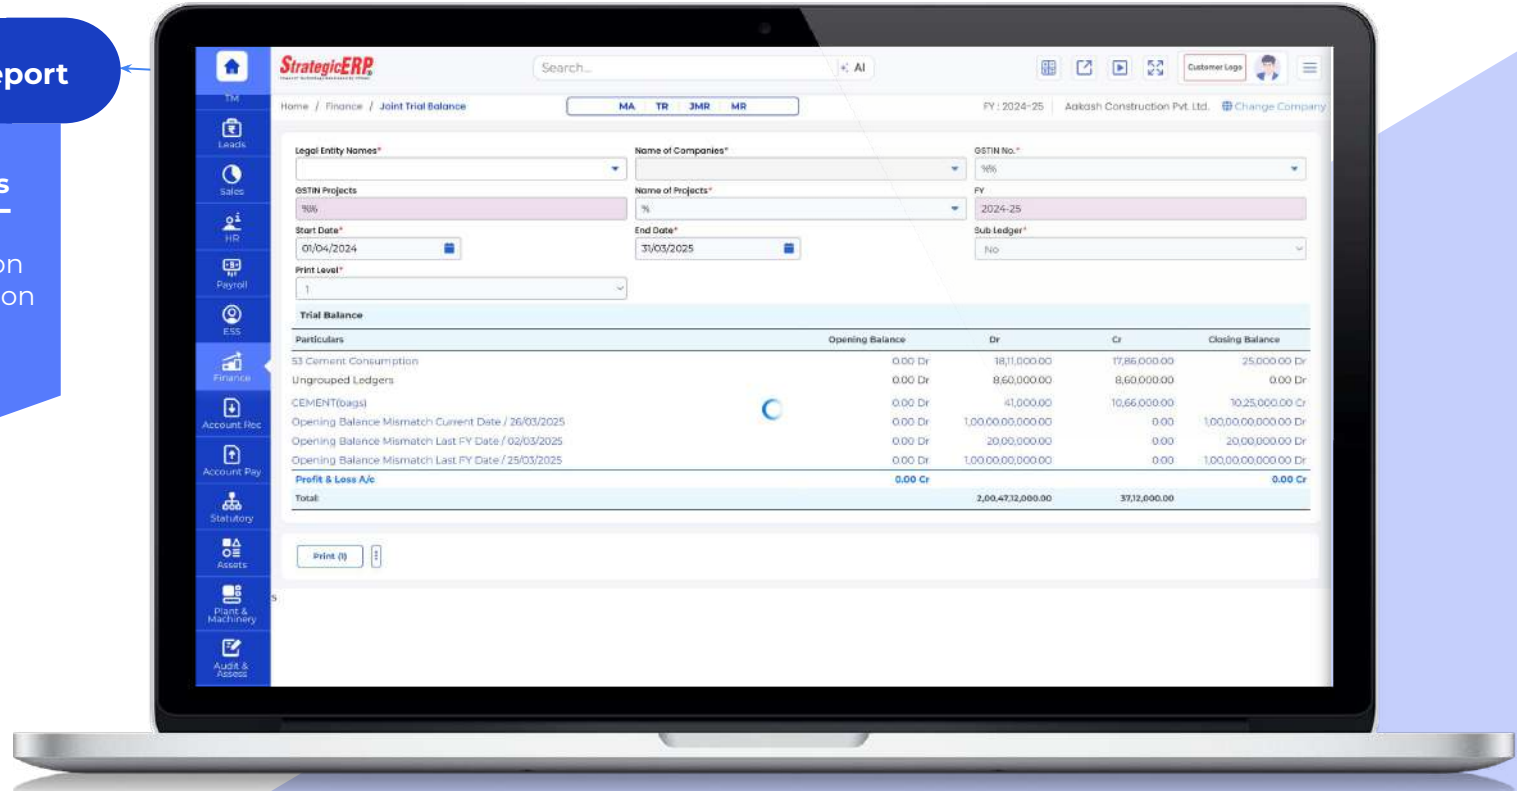 eport
s
on
on
StrategicERP
Search...
AI
Customer Logo
Home / Finance / Joint Trial Balance
MA TR JMR MR
FY : 2024-25
Aakash Construction Pvt. Ltd.
Change Company
TM
Leads
Sales
HR
Payroll
ESS
Finance
Account Rec
Account Pay
Statutory
Assets
Plant &
Machinery
Audit &
Assess
Legal Entity Names* Name of Companies* GSTIN No.*
%%
GSTIN Projects Name of Projects* FY
%% % 2024-25
Start Date* End Date* Sub Ledger*
01/04/2024 31/03/2025 No
Print Level*
1
Trial Balance
Particulars Opening Balance Dr Cr Closing Balance
53 Cement Consumption 0.00 Dr 18,11,000.00 17,86,000.00 25,000.00 Dr
Ungrouped Ledgers 0.00 Dr 8,60,000.00 8,60,000.00 0.00 Dr
CEMENT(bags) 0.00 Dr 41,000.00 10,66,000.00 10,25,000.00 Cr
Opening Balance Mismatch Current Date / 26/03/2025 0.00 Dr 1,00,00,00,000.00 0.00 1,00,00,00,000.00 Dr
Opening Balance Mismatch Last FY Date / 02/03/2025 0.00 Dr 20,00,000.00 0.00 20,00,000.00 Dr
Opening Balance Mismatch Last FY Date / 25/03/2025 0.00 Dr 1,00,00,00,000.00 0.00 1,00,00,00,000.00 Dr
Profit & Loss A/c 0.00 Cr 0.00 Cr
Total: 2,00,47,12,000.00 37,12,000.00
Print (1)
s